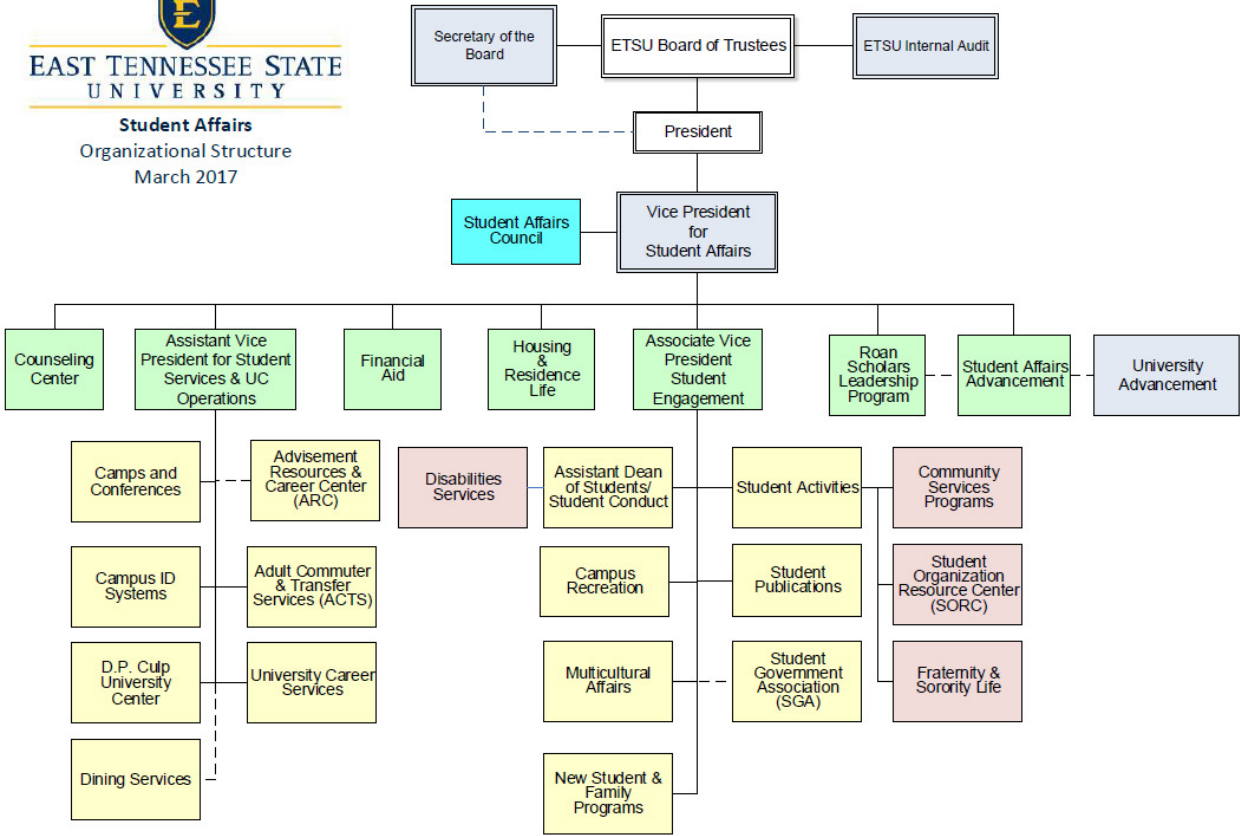 E
EAST TENNESSEE STATE
UNIVERSITY
Student Affairs
Organizational Structure
March 2017
Secretary of the
Board
ETSU Board of Trustees
ETSU Internal Audit
President
Student Affairs
Council
Vice President
for
Student Affairs
Counseling
Center
Assistant Vice
President for Student
Services & UC
Operations
Financial
Aid
Housing
&
Residence
Life
Associate Vice
President
Student
Engagement
Roan
Scholars
Leadership
Program
Student Affairs
Advancement
University
Advancement
Camps and
Conferences
Advisement
Resources &
Career Center
(ARC)
Disabilities
Services
Assistant Dean
of Students/
Student Conduct
Student Activities
Community
Services
Programs
Campus ID
Systems
Adult Commuter
& Transfer
Services (ACTS)
Campus
Recreation
Student
Publications
Student
Organization
Resource Center
(SORC)
D.P. Culp
University
Center
University Career
Services
Multicultural
Affairs
Student
Government
Association
(SGA)
Fraternity &
Sorority Life
Dining Services
New Student &
Family
Programs